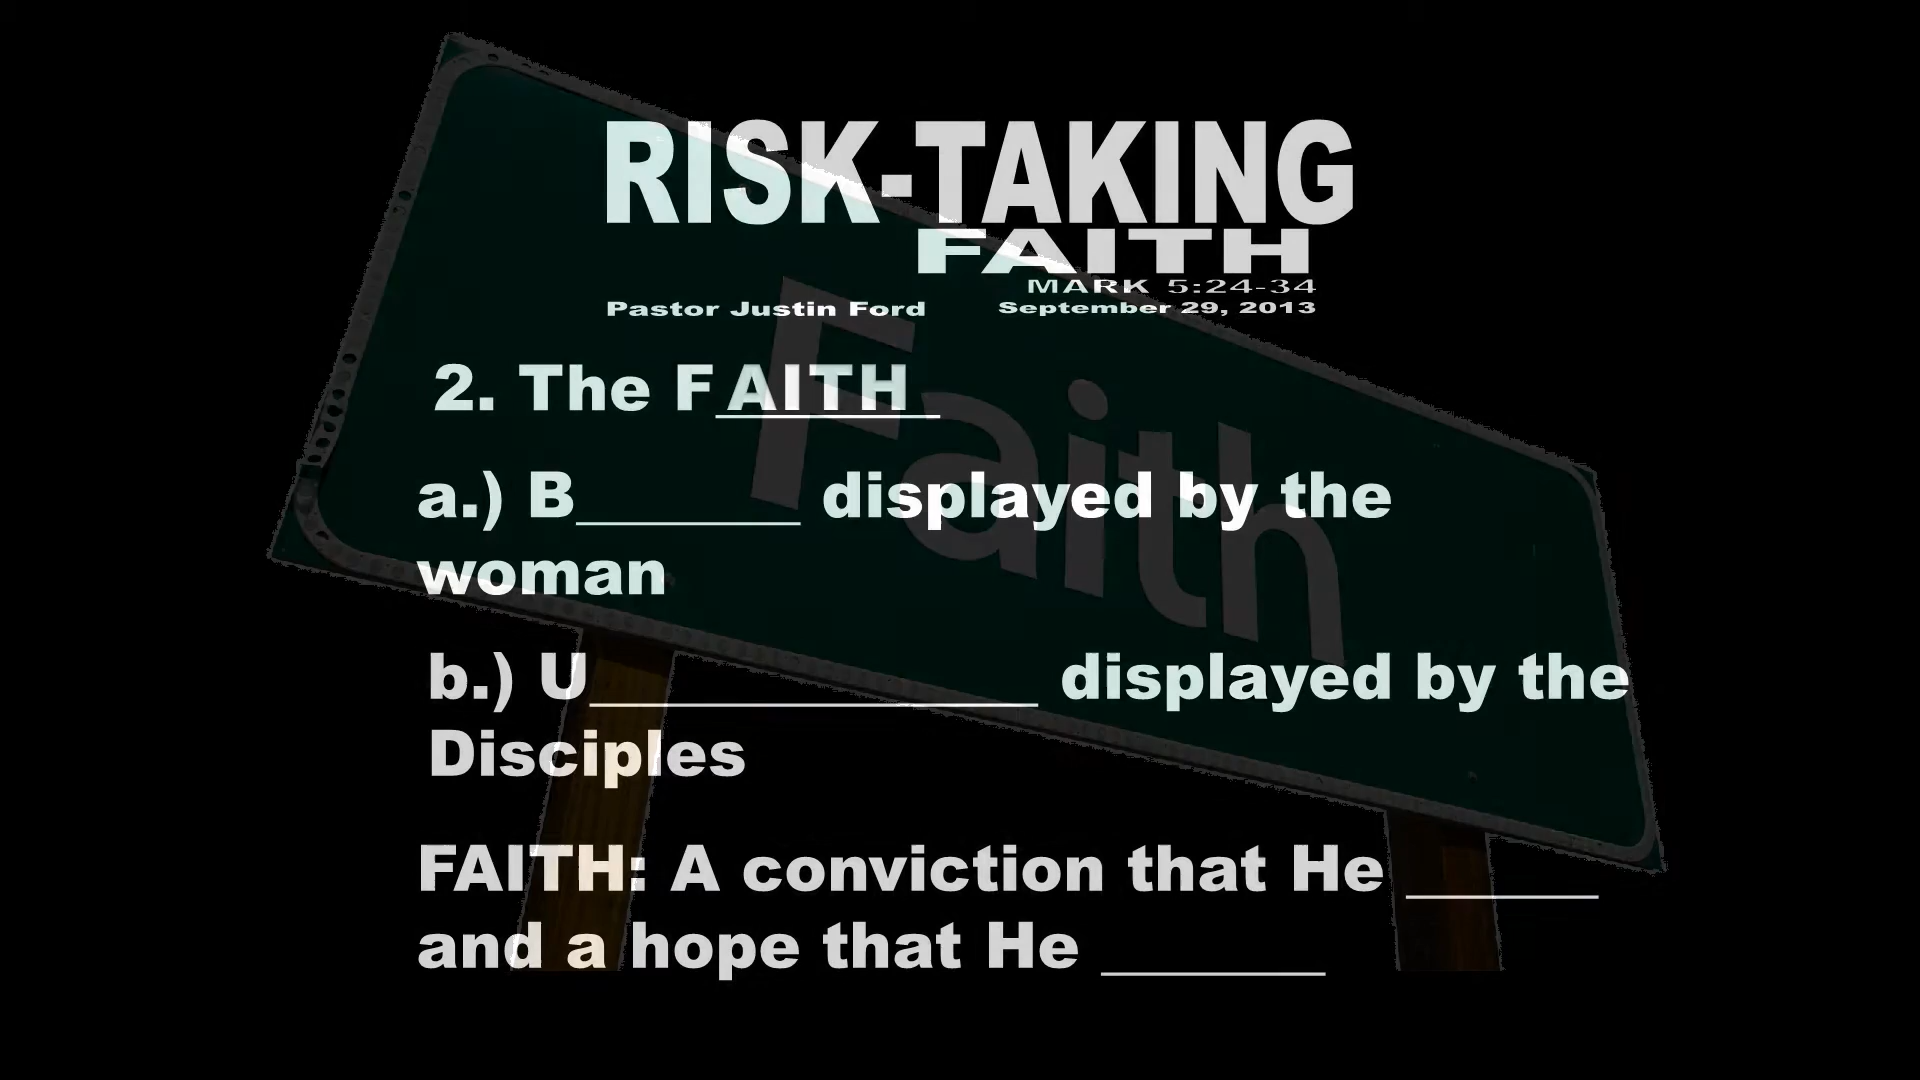 RISK-TAKING
FAITH
MARK 5:24-34
Pastor Justin Ford September 29, 2013
Faith
2. The FAITH
a.) B_______ displayed by the
woman
b.) U______________ displayed by the
Disciples
FAITH: A conviction that He ______
and a hope that He _______